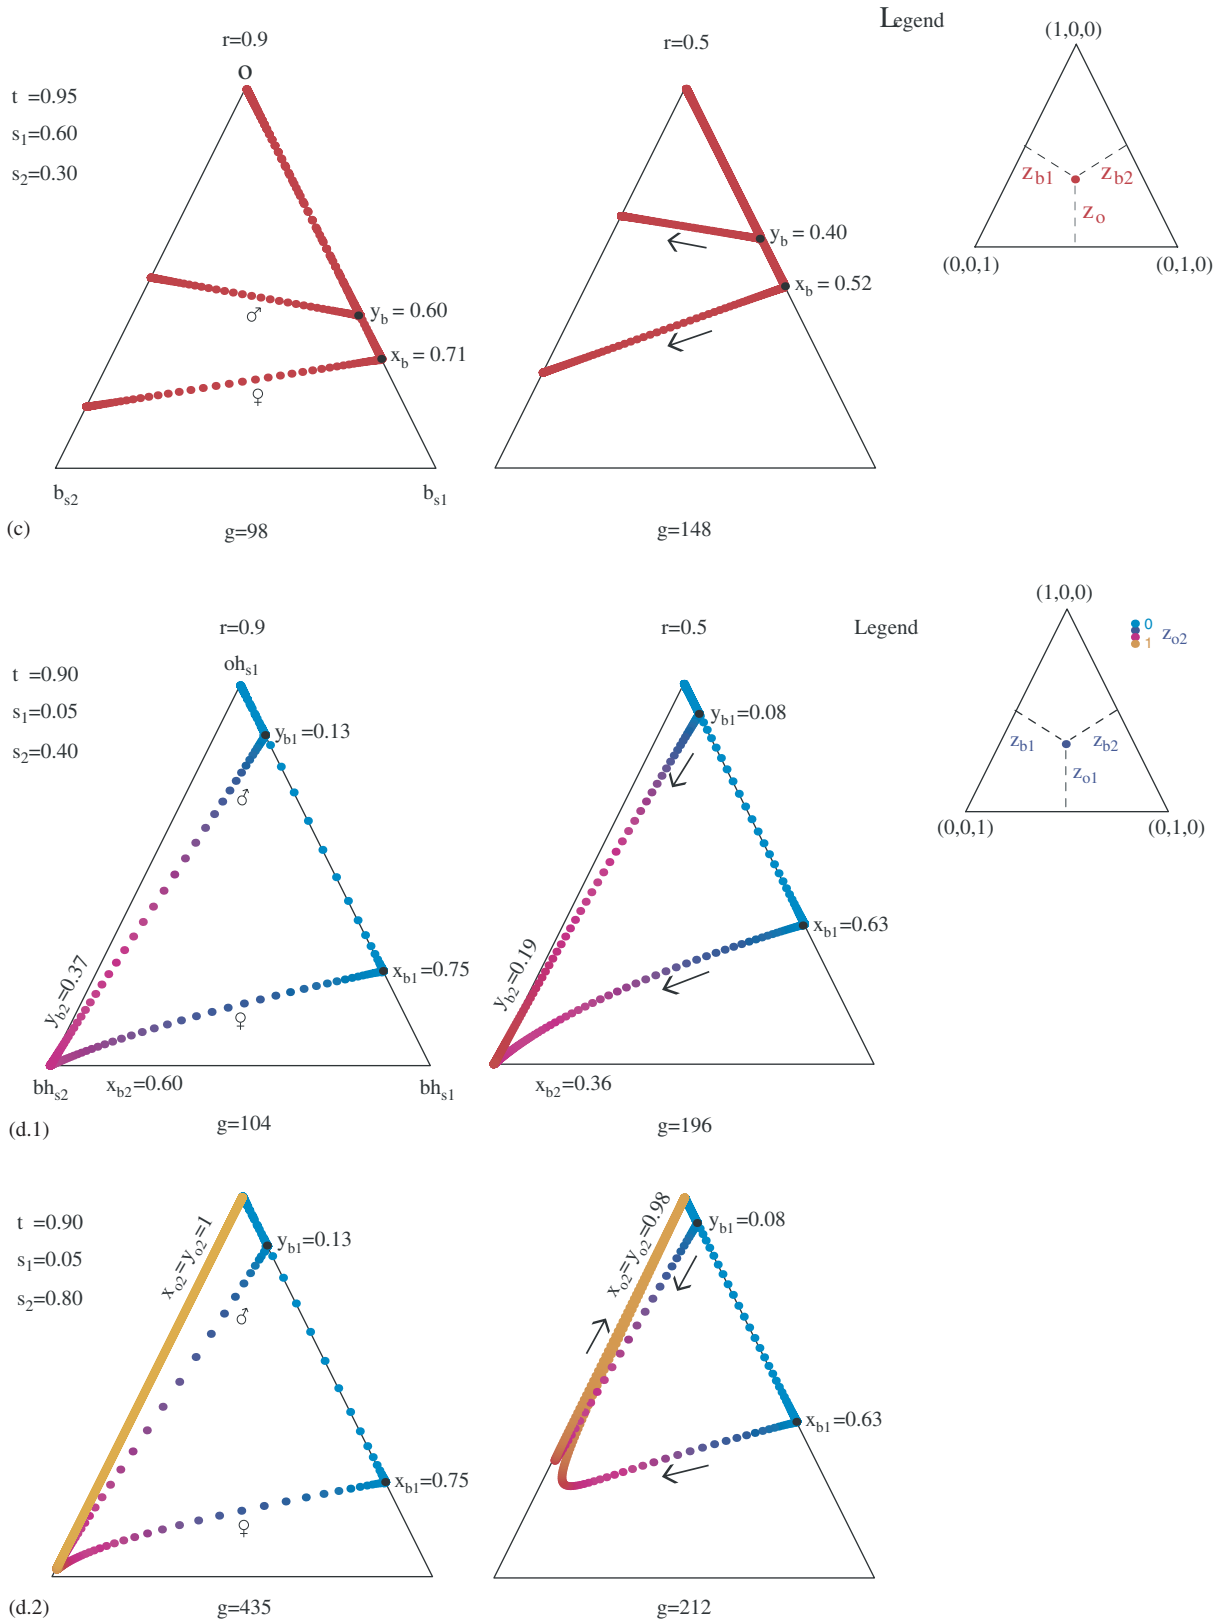 Legend
r=0.9
r=0.5
(1,0,0)
o
t =0.95
s1=0.60
s2=0.30
zb1
zb2
zo
(0,0,1)
(0,1,0)
yb = 0.60
♂
xb = 0.71
♀
yb = 0.40
xb = 0.52
bs2
bs1
(c)
g=98
g=148
r=0.9
r=0.5
Legend
(1,0,0)
0
1
zo2
ohs1
t =0.90
s1=0.05
s2=0.40
yb1=0.13
♂
yb1=0.08
zb1
zb2
zo1
(0,0,1)
(0,1,0)
yb2=0.37
xb1=0.75
♀
yb2=0.19
xb1=0.63
bhs2
xb2=0.60
bhs1
xb2=0.36
(d.1)
g=104
g=196
t =0.90
s1=0.05
s2=0.80
xo2=yo2=1
yb1=0.13
♂
xb1=0.75
♀
xo2=yo2=0.98
yb1=0.08
xb1=0.63
(d.2)
g=435
g=212